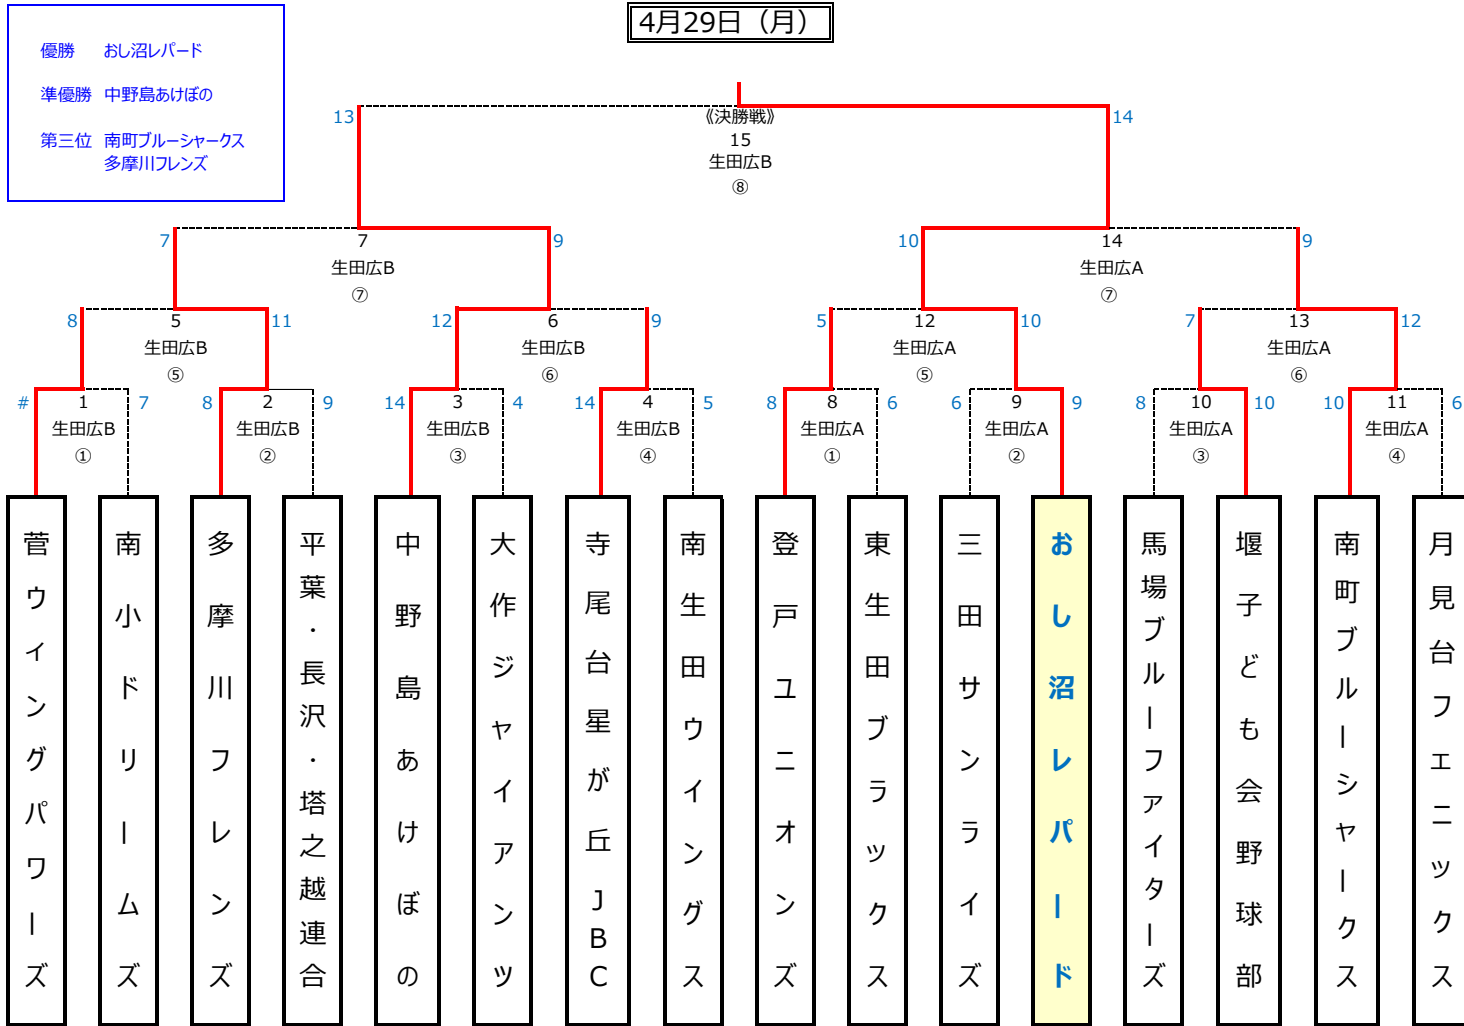 4月29日（月）
優勝 おし沼レパード
準優勝 中野島あけぼの
第三位 南町ブルーシャークス
多摩川フレンズ
13 《決勝戦》 14
15
生田広B
⑧
7 7 9 10 14 9
生田広B 生田広A
⑦ ⑦
8 5 11 12 6 9 5 12 10 7 13 12
生田広B 生田広B 生田広A 生田広A
⑤ ⑥ ⑤ ⑥
# 1 7 8 2 9 14 3 4 14 4 5 8 8 6 6 9 9 8 10 10 10 11 6
生田広B 生田広B 生田広B 生田広B 生田広A 生田広A 生田広A 生田広A
① ② ③ ④ ① ② ③ ④
菅ウィングパワーズ
南小ドリームズ
多摩川フレンズ
平葉・長沢・塔之越連合
中野島あけぼの
大作ジャイアンツ
寺尾台星が丘JBC
南生田ウイングス
登戸ユニオンズ
東生田ブラックス
三田サンライズ
おし沼レパード
馬場ブルーファイターズ
堰子ども会野球部
南町ブルーシャークス
月見台フェニックス